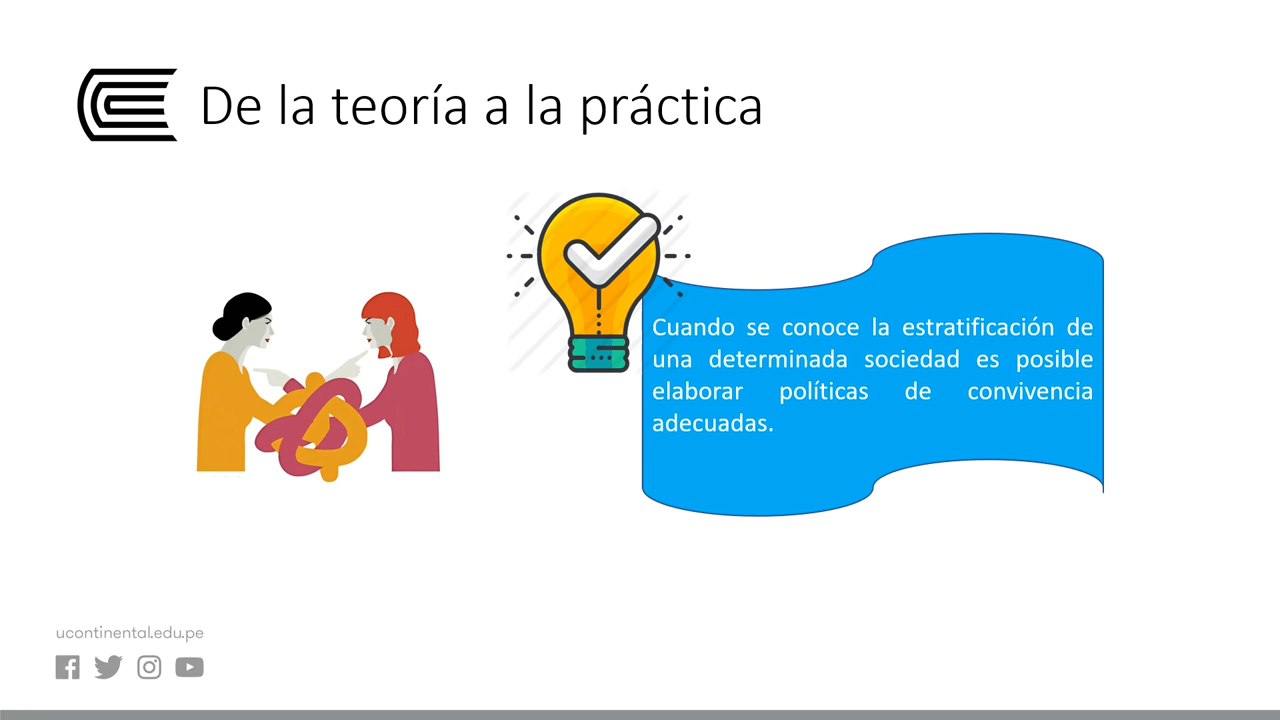 De la teoría a la práctica
Cuando se conoce la estratificación de
una determinada sociedad es posible
elaborar políticas de convivencia
adecuadas.
ucontinental.edu.pe